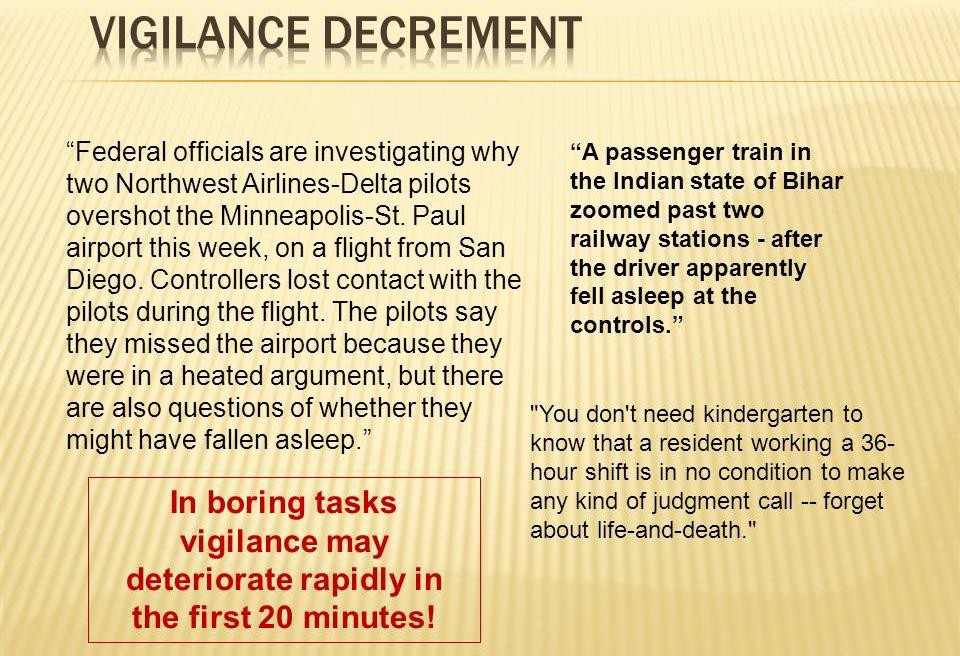 VIGILANCE DECREMENT
“Federal officials are investigating why
two Northwest Airlines-Delta pilots
overshot the Minneapolis-St. Paul
airport this week, on a flight from San
Diego. Controllers lost contact with the
pilots during the flight. The pilots say
they missed the airport because they
were in a heated argument, but there
are also questions of whether they
might have fallen asleep.”
“A passenger train in
the Indian state of Bihar
zoomed past two
railway stations - after
the driver apparently
fell asleep at the
controls.”
"You don't need kindergarten to
know that a resident working a 36-
hour shift is in no condition to make
any kind of judgment call -- forget
about life-and-death."
In boring tasks
vigilance may
deteriorate rapidly in
the first 20 minutes!